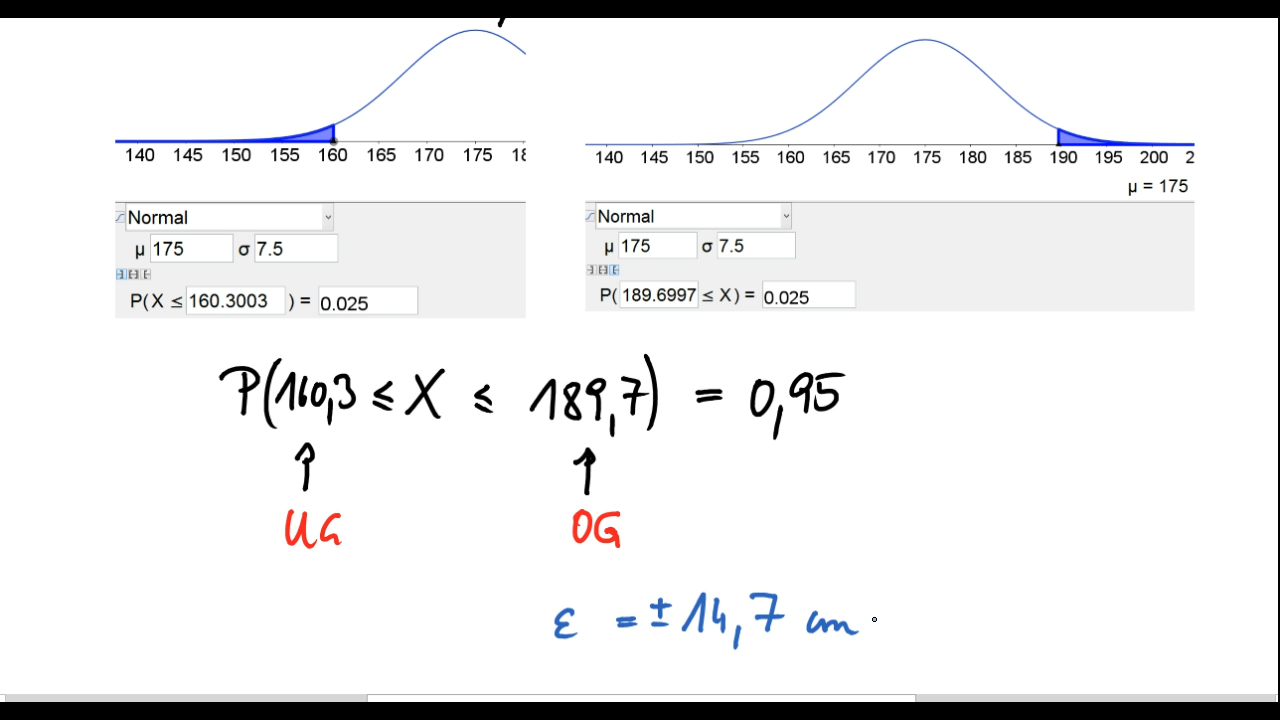 140 145 150 155 160 165 170 175 18
Normal
μ 175 σ 7.5
P(X ≤ 160.3003 ) = 0.025
140 145 150 155 160 165 170 175 180 185 190 195 200 2
μ = 175
Normal
μ 175 σ 7.5
P( 189.6997 ≤ X) = 0.025
P(160,3 ≤ X ≤ 189,7) = 0,95
↑ ↑
UG OG
ε = ± 14,7 cm